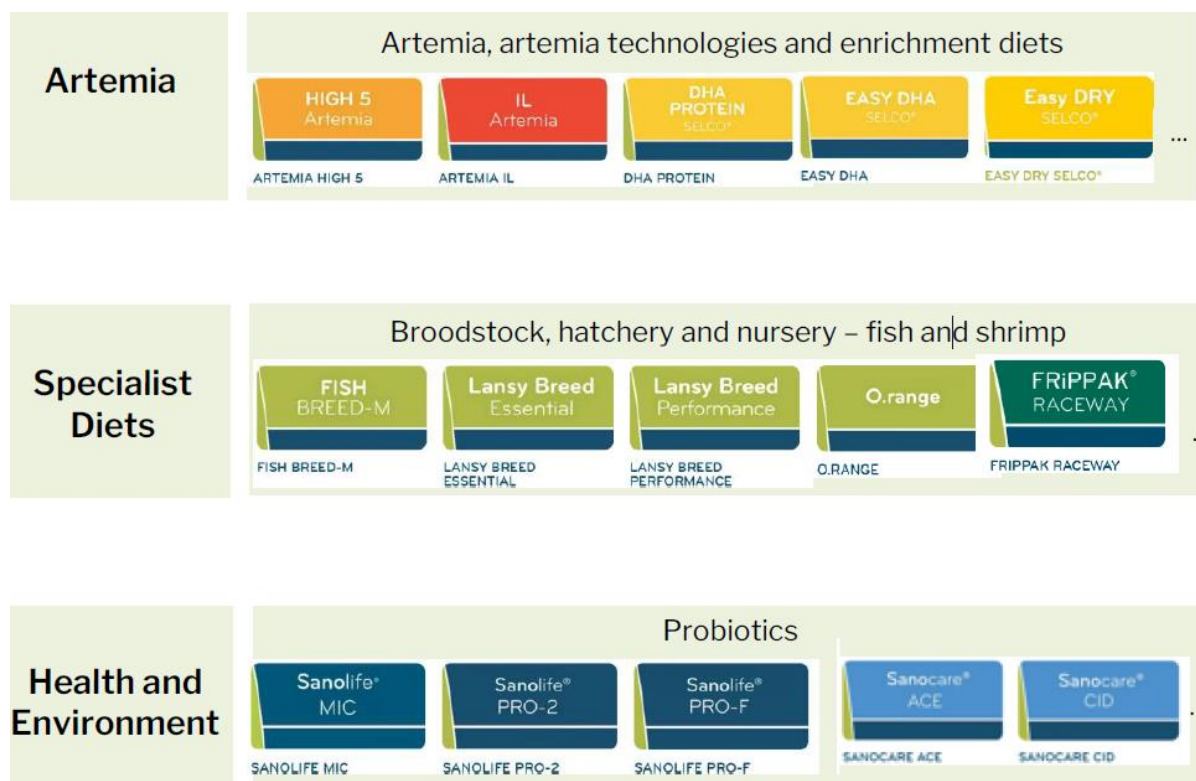 Artemia
Artemia, artemia technologies and enrichment diets
HIGH 5
Artemia
IL
Artemia
DHA
PROTEIN
SELCO®
EASY DHA
SELCO®
Easy DRY
SELCO®
...
ARTEMIA HIGH 5
ARTEMIA IL
DHA PROTEIN
EASY DHA
EASY DRY SELCO®
Specialist
Diets
Broodstock, hatchery and nursery – fish and shrimp
FISH
BREED-M
Lansy Breed
Essential
Lansy Breed
Performance
O.range
FRiPPAK®
RACEWAY
.
FISH BREED-M
LANSY BREED
ESSENTIAL
LANSY BREED
PERFORMANCE
O.RANGE
FRIPPAK RACEWAY
Health and
Environment
Probiotics
Sanolife®
MIC
Sanolife®
PRO-2
Sanolife®
PRO-F
Sanocare®
ACE
Sanocare®
CID
.
SANOLIFE MIC
SANOLIFE PRO-2
SANOLIFE PRO-F
SANOCARE ACE
SANOCARE CID